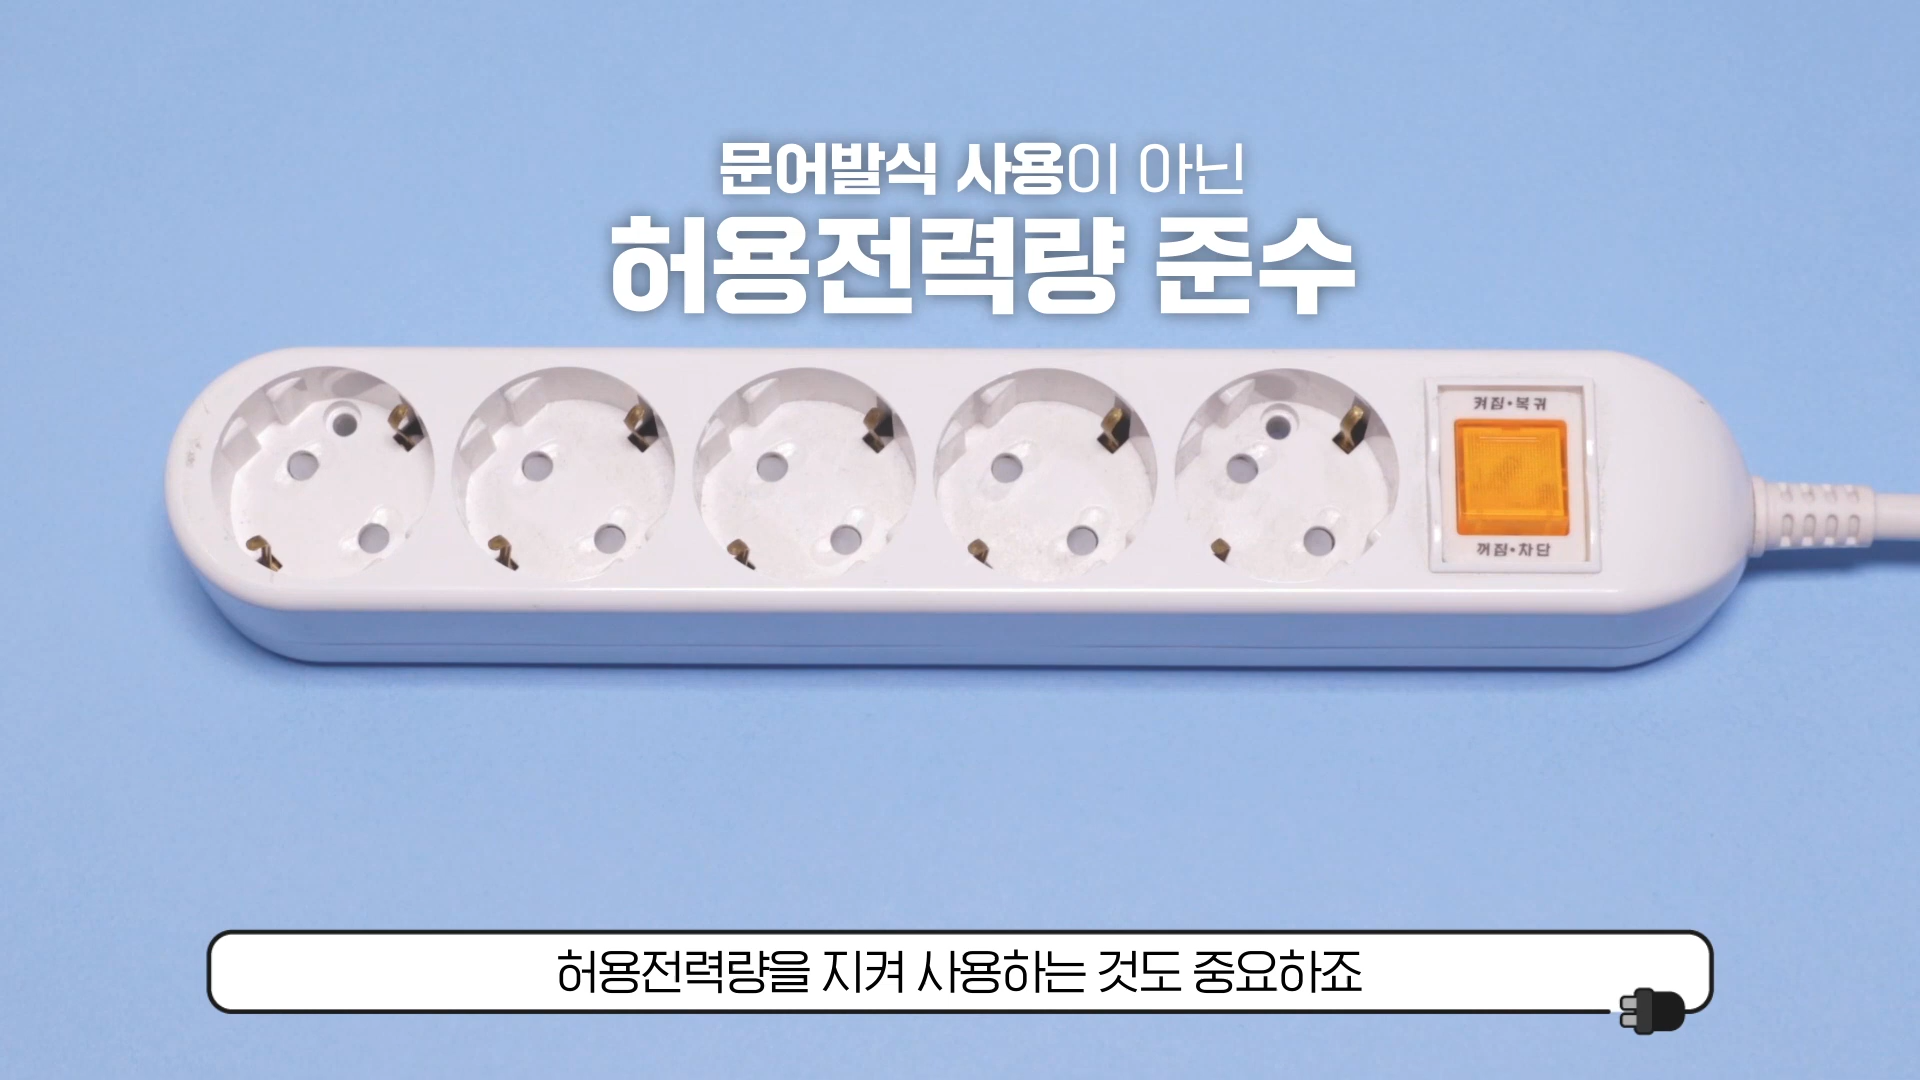 문어발식 사용이 아닌
허용전력량 준수
켜짐•복귀
꺼짐•차단
허용전력량을 지켜 사용하는 것도 중요하죠